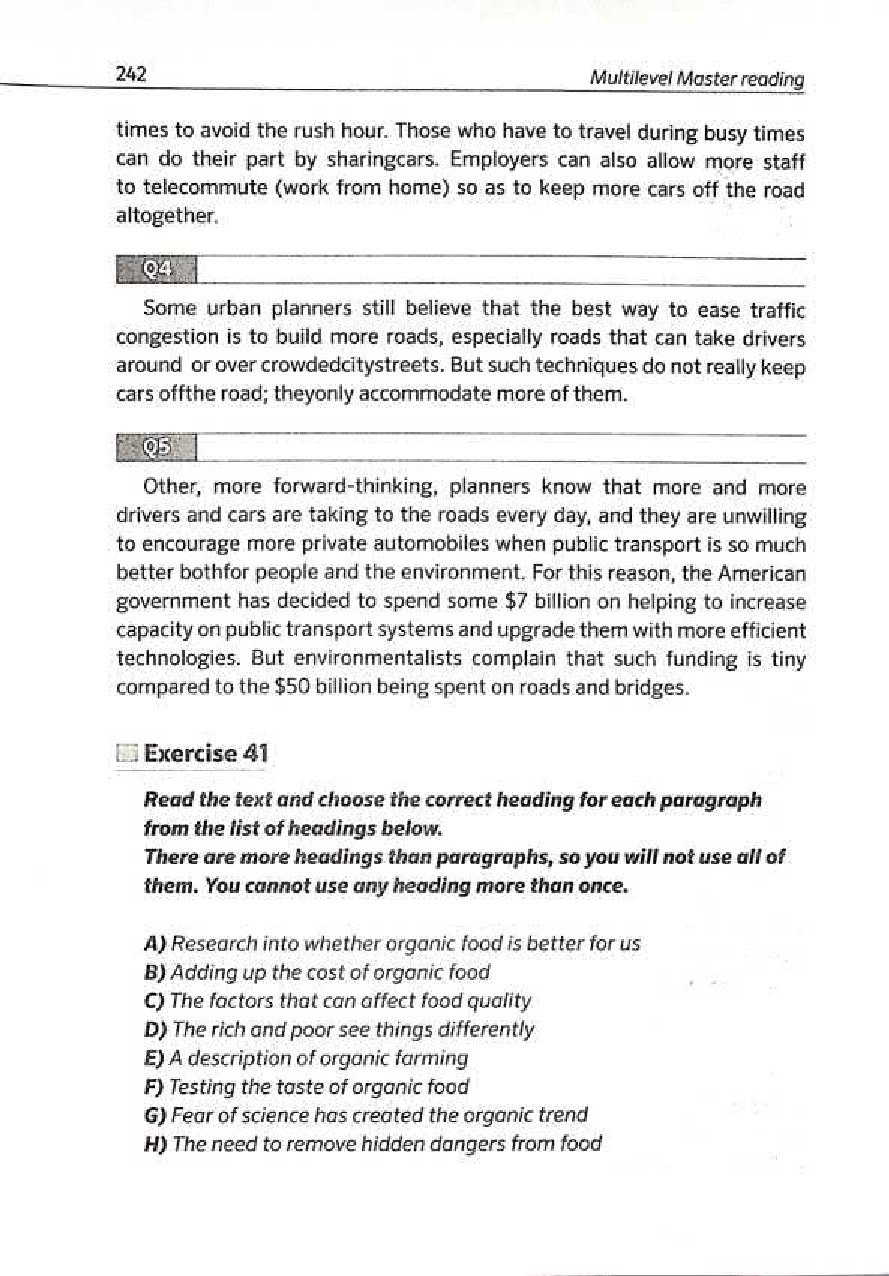 242
Multilevel Master reading
times to avoid the rush hour. Those who have to travel during busy times
can do their part by sharingcars. Employers can also allow more staff
to telecommute (work from home) so as to keep more cars off the road
altogether.
Q4
Some urban planners still believe that the best way to ease traffic
congestion is to build more roads, especially roads that can take drivers
around or over crowdedcitystreets. But such techniques do not really keep
cars offthe road; theyonly accommodate more of them.
Q5
Other, more forward-thinking, planners know that more and more
drivers and cars are taking to the roads every day, and they are unwilling
to encourage more private automobiles when public transport is so much
better bothfor people and the environment. For this reason, the American
government has decided to spend some $7 billion on helping to increase
capacity on public transport systems and upgrade them with more efficient
technologies. But environmentalists complain that such funding is tiny
compared to the $50 billion being spent on roads and bridges.
Exercise 41
Read the text and choose the correct heading for each paragraph
from the list of headings below.
There are more headings than paragraphs, so you will not use all of
them. You cannot use any heading more than once.
A) Research into whether organic food is better for us
B) Adding up the cost of organic food
C) The factors that can affect food quality
D) The rich and poor see things differently
E) A description of organic farming
F) Testing the taste of organic food
G) Fear of science has created the organic trend
H) The need to remove hidden dangers from food